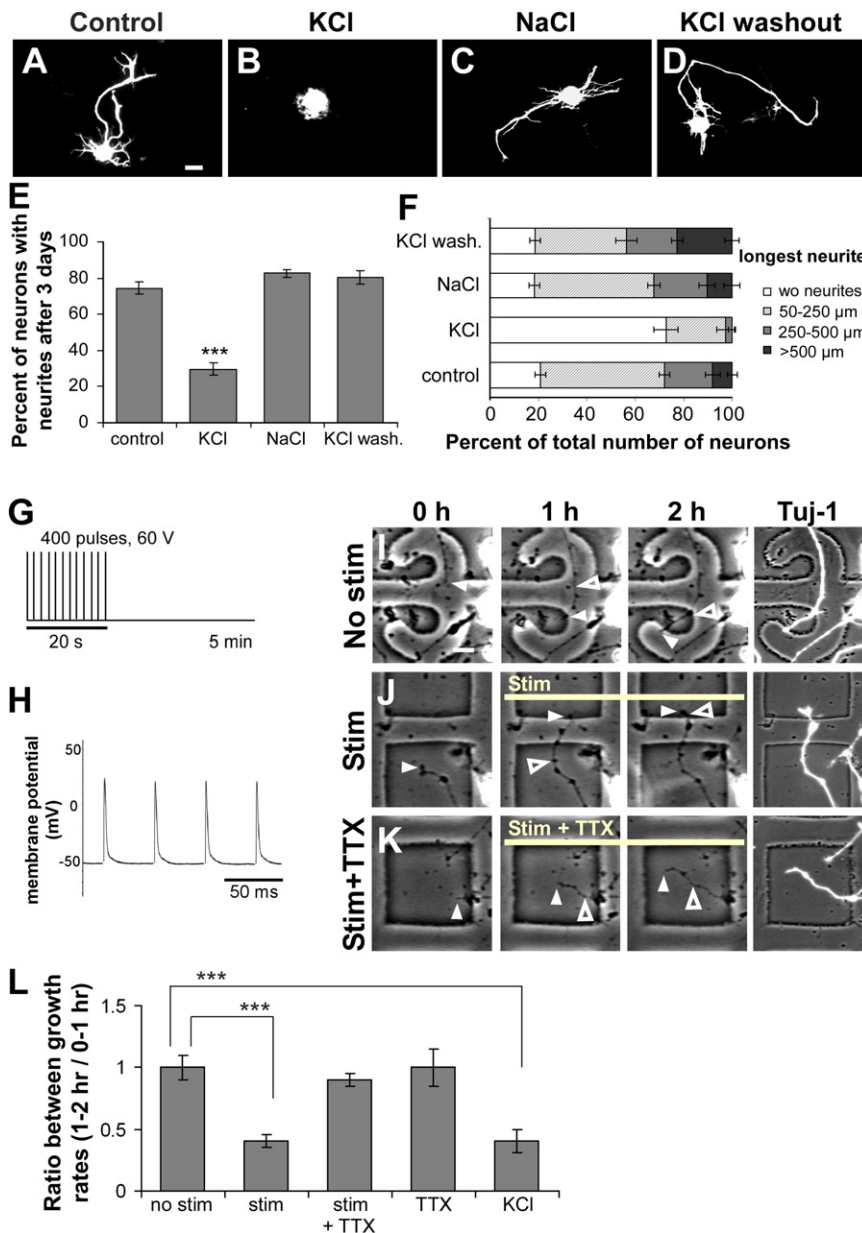 Control KCl NaCl KCl washout
A B C D
E
Percent of neurons with
neurites after 3 days
100
80
60
40
20
0
***
control KCl NaCl KCl wash.
F
KCl wash.
NaCl
KCl
control
0 20 40 60 80 100
Percent of total number of neurons
longest neurite
wo neurites
50-250 µm
250-500 µm
>500 µm
G
400 pulses, 60 V
20 s 5 min
H
membrane potential
(mV)
50
0
-50
50 ms
0 h 1 h 2 h Tuj-1
No stim
I
Stim
J
Stim
Stim+TTX
K
Stim + TTX
L
Ratio between growth
rates (1-2 hr / 0-1 hr)
1.5
1
0.5
0
***
***
no stim stim stim TTX KCl
+ TTX